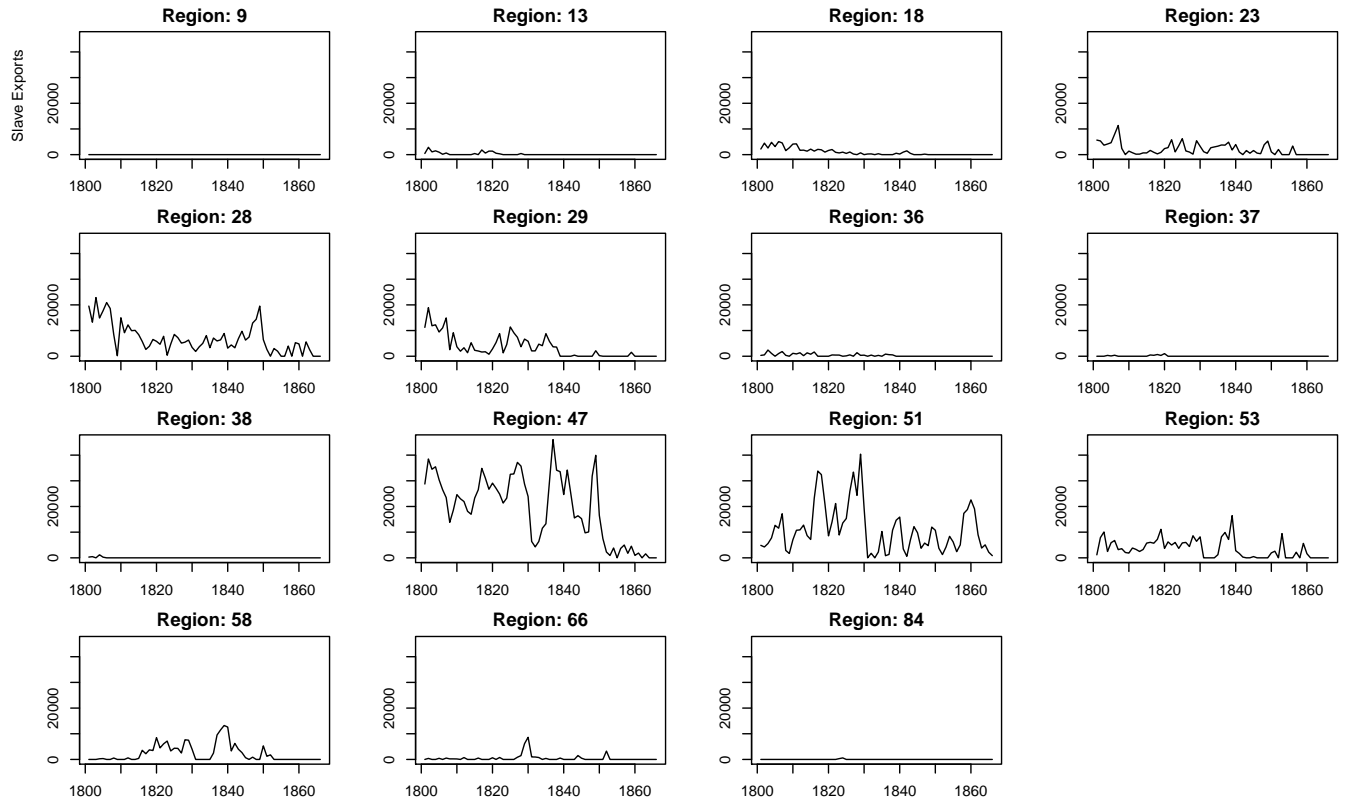 Region: 9
Region: 13
Region: 18
Region: 23
Slave Exports
20000
0
20000
0
20000
0
20000
0
1800 1820 1840 1860
1800 1820 1840 1860
1800 1820 1840 1860
1800 1820 1840 1860
Region: 28
Region: 29
Region: 36
Region: 37
20000
0
20000
0
20000
0
20000
0
1800 1820 1840 1860
1800 1820 1840 1860
1800 1820 1840 1860
1800 1820 1840 1860
Region: 38
Region: 47
Region: 51
Region: 53
20000
0
20000
0
20000
0
20000
0
1800 1820 1840 1860
1800 1820 1840 1860
1800 1820 1840 1860
1800 1820 1840 1860
Region: 58
Region: 66
Region: 84
20000
0
20000
0
20000
0
1800 1820 1840 1860
1800 1820 1840 1860
1800 1820 1840 1860